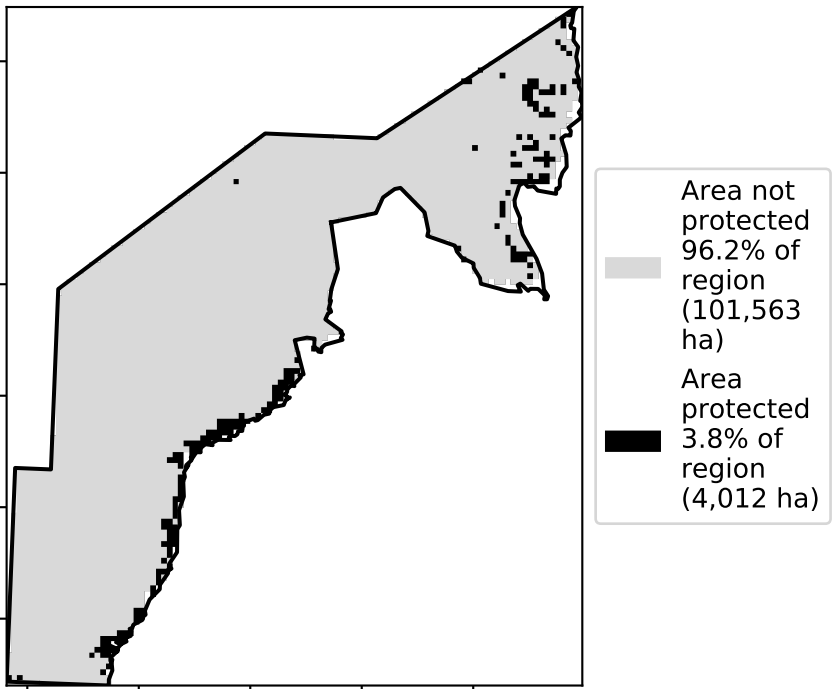 Area not
protected
96.2% of
region
(101,563
ha)
Area
protected
3.8% of
region
(4,012 ha)